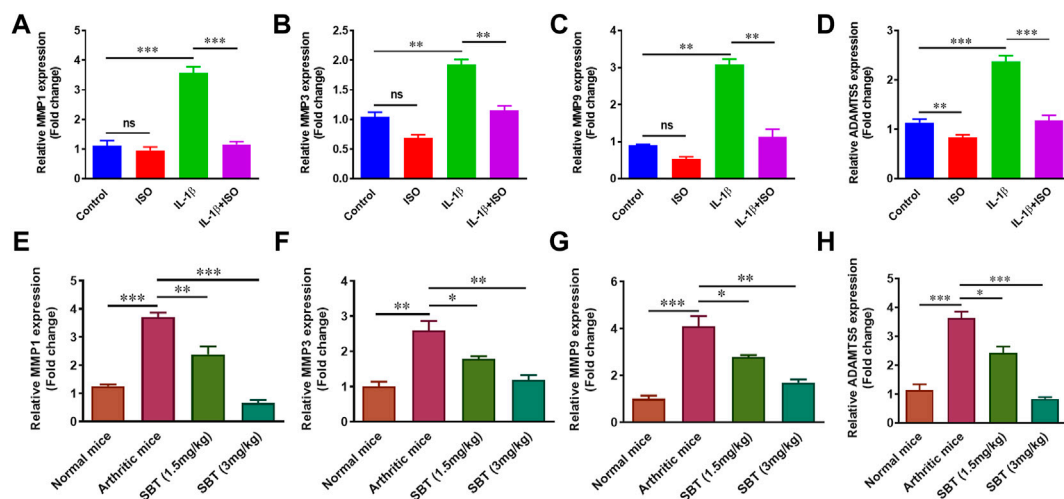 A
Relative MMP1 expression
(Fold change)
5
4
3
2
1
0
***
***
ns
Control
ISO
IL-1β
IL-1β+ISO
B
Relative MMP3 expression
(Fold change)
2.5
2.0
1.5
1.0
0.5
0.0
**
**
ns
Control
ISO
IL-1β
IL-1β+ISO
C
Relative MMP9 expression
(Fold change)
4
3
2
1
0
**
**
ns
Control
ISO
IL-1β
IL-1β+ISO
D
Relative ADAMTS5 expression
(Fold change)
3
2
1
0
***
***
**
Control
ISO
IL-1β
IL-1β+ISO
E
Relative MMP1 expression
(Fold change)
5
4
3
2
1
0
***
***
**
Normal mice
Arthritic mice
SBT (1.5mg/kg)
SBT (3mg/kg)
F
Relative MMP3 expression
(Fold change)
4
3
2
1
0
**
**
*
Normal mice
Arthritic mice
SBT (1.5mg/kg)
SBT (3mg/kg)
G
Relative MMP9 expression
(Fold change)
6
4
2
0
**
***
*
Normal mice
Arthritic mice
SBT (1.5mg/kg)
SBT (3mg/kg)
H
Relative ADAMTS5 expression
(Fold change)
5
4
3
2
1
0
***
***
*
Normal mice
Arthritic mice
SBT (1.5mg/kg)
SBT (3mg/kg)